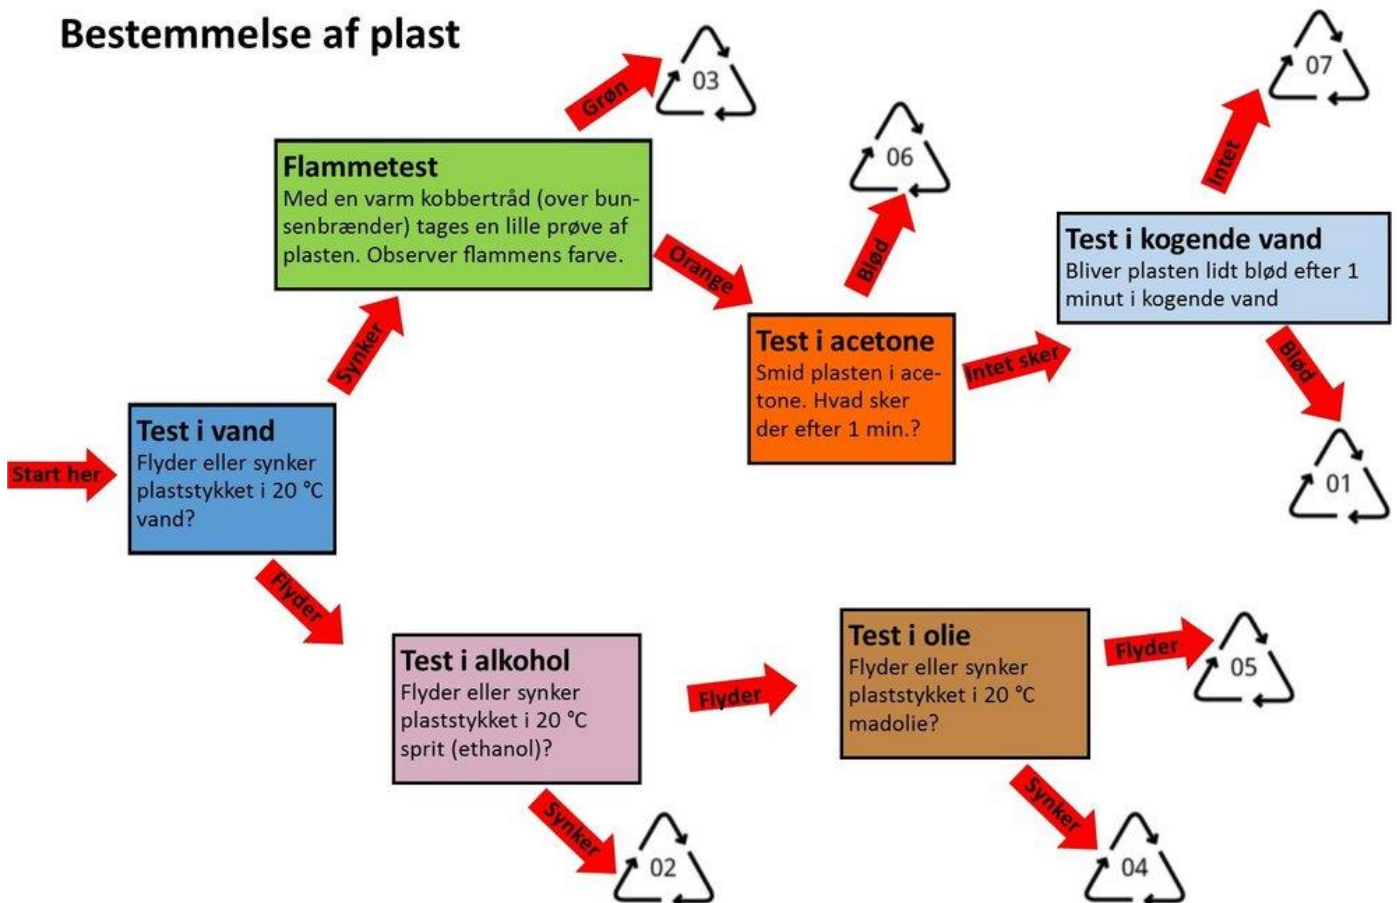 Bestemmelse af plast
Grøn
03
07
06
Flammetest
Med en varm kobbertråd (over bun-
senbrænder) tages en lille prøve af
plasten. Observer flammens farve.
Intet
Blød
Test i kogende vand
Bliver plasten lidt blød efter 1
minut i kogende vand
Orange
Synker
Test i acetone
Smid plasten i ace-
tone. Hvad sker
der efter 1 min.?
Intet sker
Blød
01
Start her
Test i vand
Flyder eller synker
plaststykket i 20 °C
vand?
Flyder
Test i alkohol
Flyder eller synker
plaststykket i 20 °C
sprit (ethanol)?
Flyder
Test i olie
Flyder eller synker
plaststykket i 20 °C
madolie?
Flyder
05
Synker
02
Synker
04